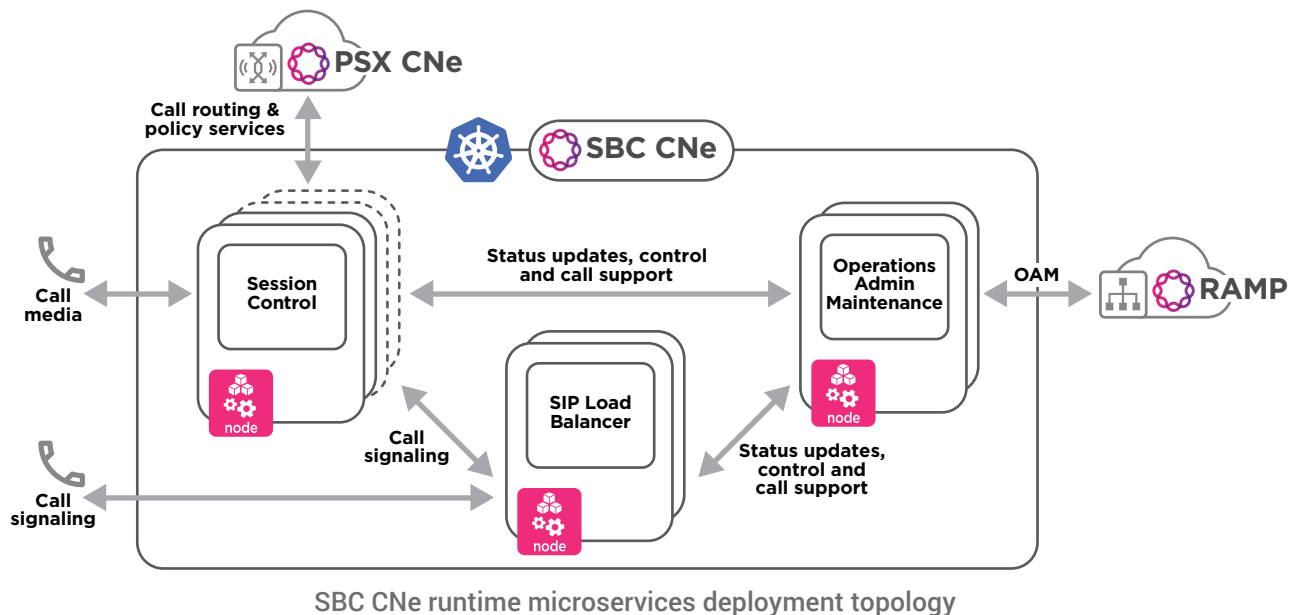 PSX CNe
Call routing &
policy services
SBC CNe
Session
Control
node
Status updates, control
and call support
Operations
Admin
Maintenance
node
OAM
RAMP
Call
media
SIP Load
Balancer
node
Call
signaling
Status updates,
control and
call support
Call
signaling
SBC CNe runtime microservices deployment topology